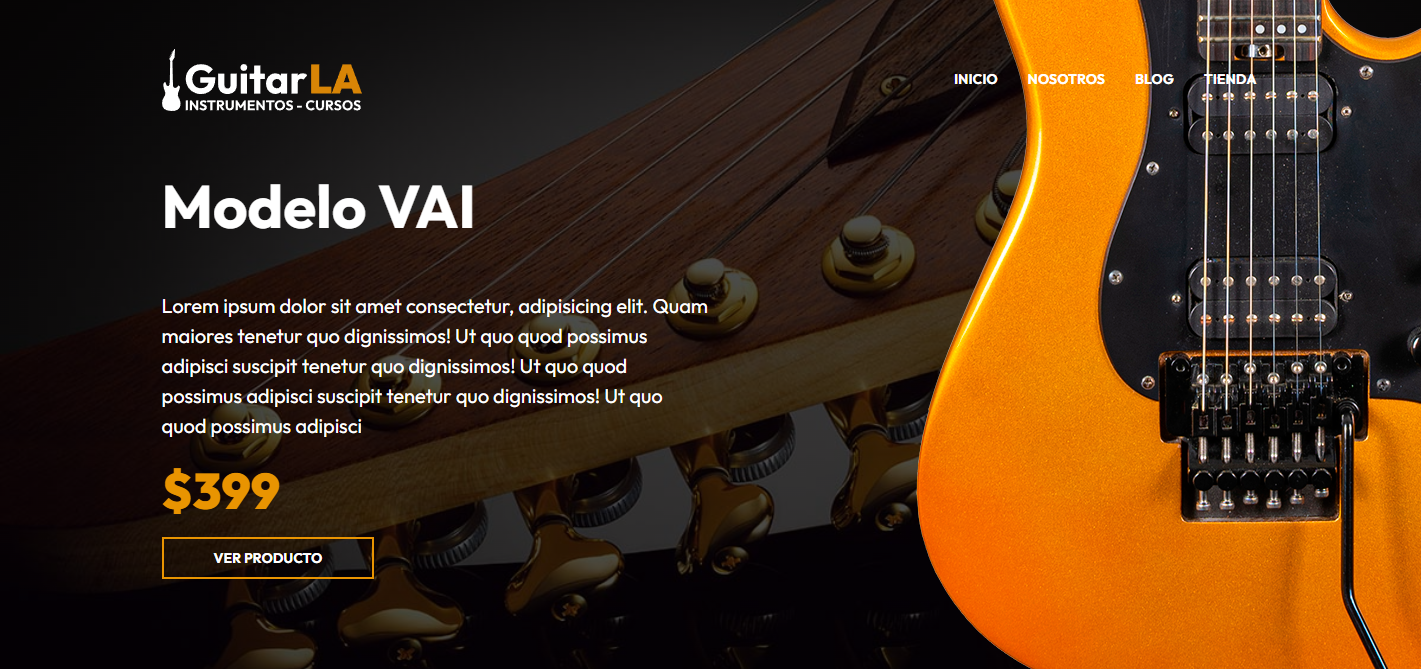 GuitarLA
INSTRUMENTOS - CURSOS
INICIO NOSOTROS BLOG TIENDA
Modelo VAI
Lorem ipsum dolor sit amet consectetur, adipisicing elit. Quam
maiores tenetur quo dignissimos! Ut quo quod possimus
adipisci suscipit tenetur quo dignissimos! Ut quo quod
possimus adipisci suscipit tenetur quo dignissimos! Ut quo
quod possimus adipisci
$399
VER PRODUCTO